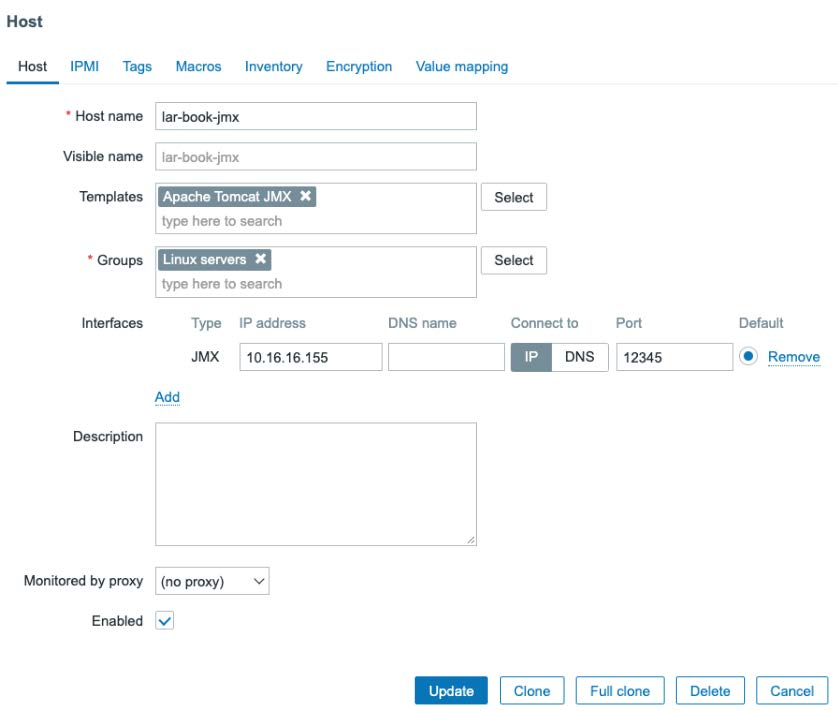 Host
Host IPMI Tags Macros Inventory Encryption Value mapping
* Host name lar-book-jmx
Visible name lar-book-jmx
Templates Apache Tomcat JMX ✖ Select
type here to search
* Groups Linux servers ✖ Select
type here to search
Interfaces Type IP address DNS name Connect to Port Default
JMX 10.16.16.155 IP DNS 12345 Remove
Add
Description
Monitored by proxy (no proxy)
Enabled
Update Clone Full clone Delete Cancel